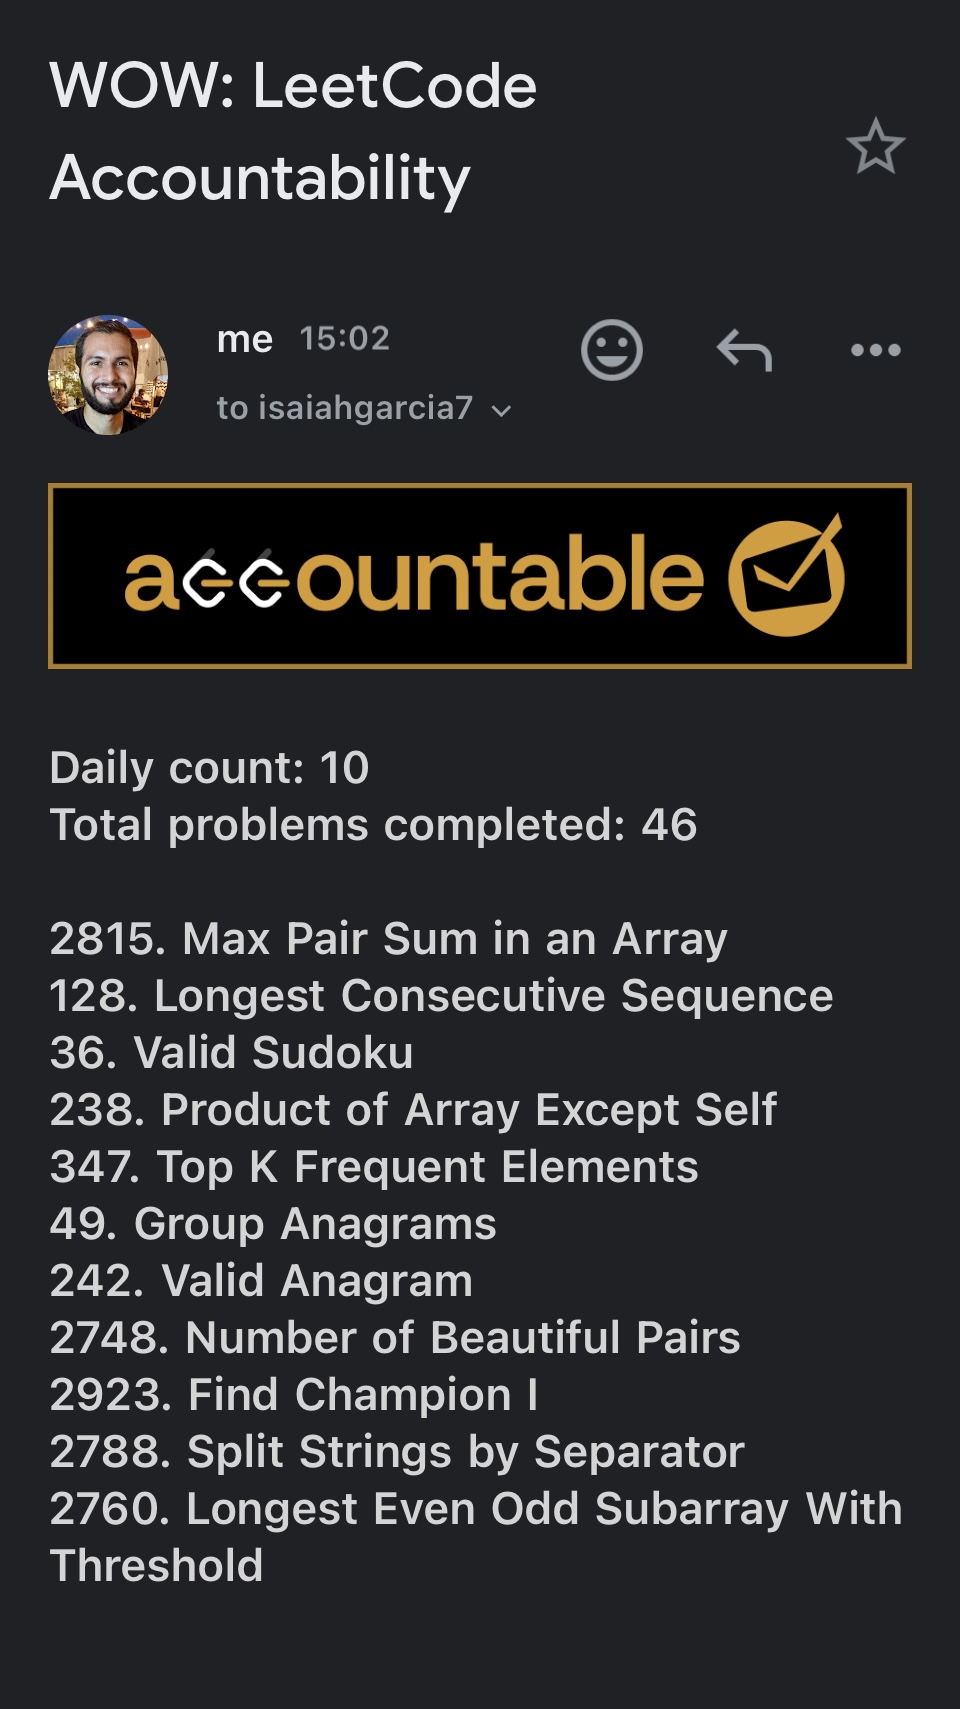 WOW: LeetCode
Accountability
me 15:02
to isaiahgarcia7
accountable
Daily count: 10
Total problems completed: 46
2815. Max Pair Sum in an Array
128. Longest Consecutive Sequence
36. Valid Sudoku
238. Product of Array Except Self
347. Top K Frequent Elements
49. Group Anagrams
242. Valid Anagram
2748. Number of Beautiful Pairs
2923. Find Champion I
2788. Split Strings by Separator
2760. Longest Even Odd Subarray With
Threshold